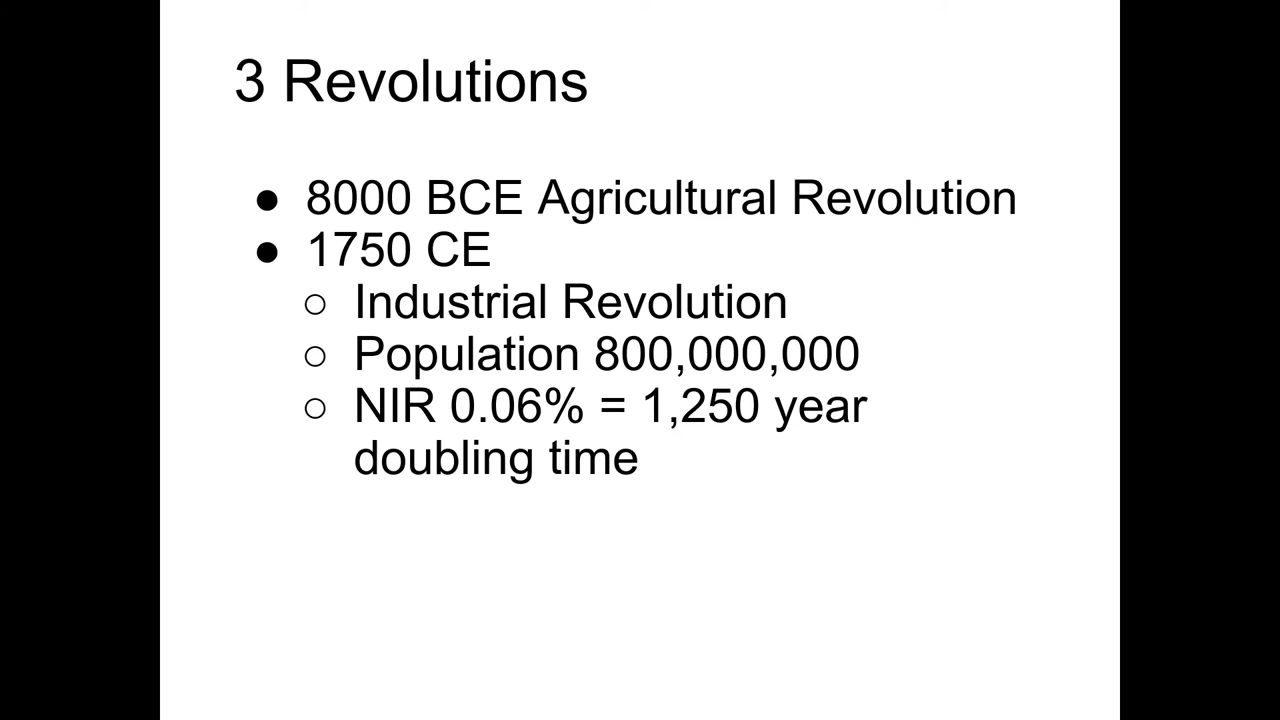 3 Revolutions
● 8000 BCE Agricultural Revolution
● 1750 CE
○ Industrial Revolution
○ Population 800,000,000
○ NIR 0.06% = 1,250 year
doubling time